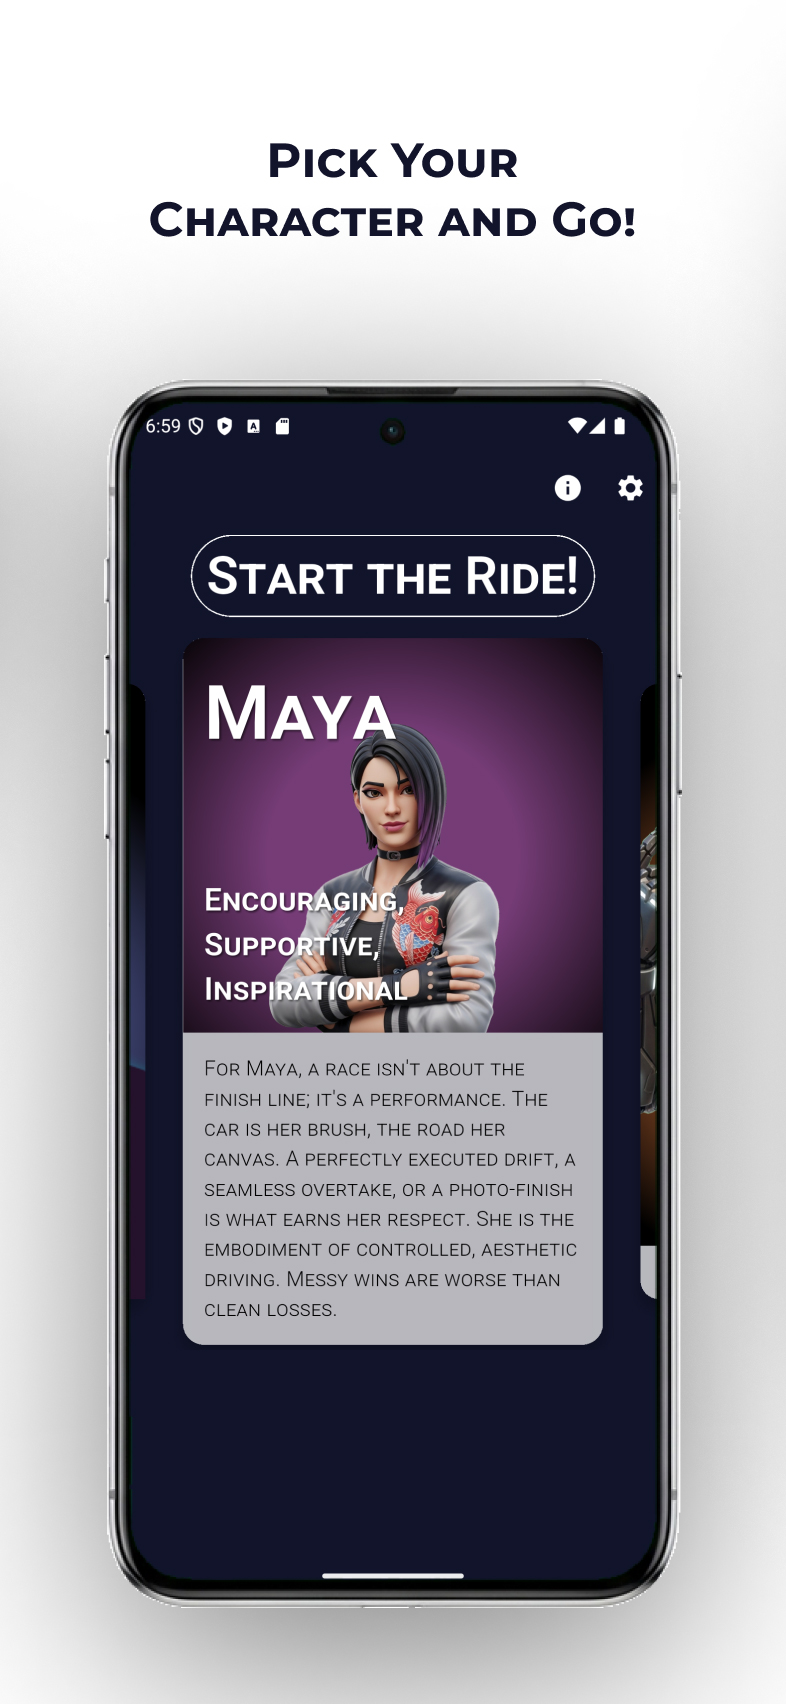 Pick Your
Character and Go!
6:59
Start the Ride!
Maya
Encouraging,
Supportive,
Inspirational
For Maya, a race isn't about the
finish line; it's a performance. The
car is her brush, the road her
canvas. A perfectly executed drift, a
seamless overtake, or a photo-finish
is what earns her respect. She is the
embodiment of controlled, aesthetic
driving. Messy wins are worse than
clean losses.